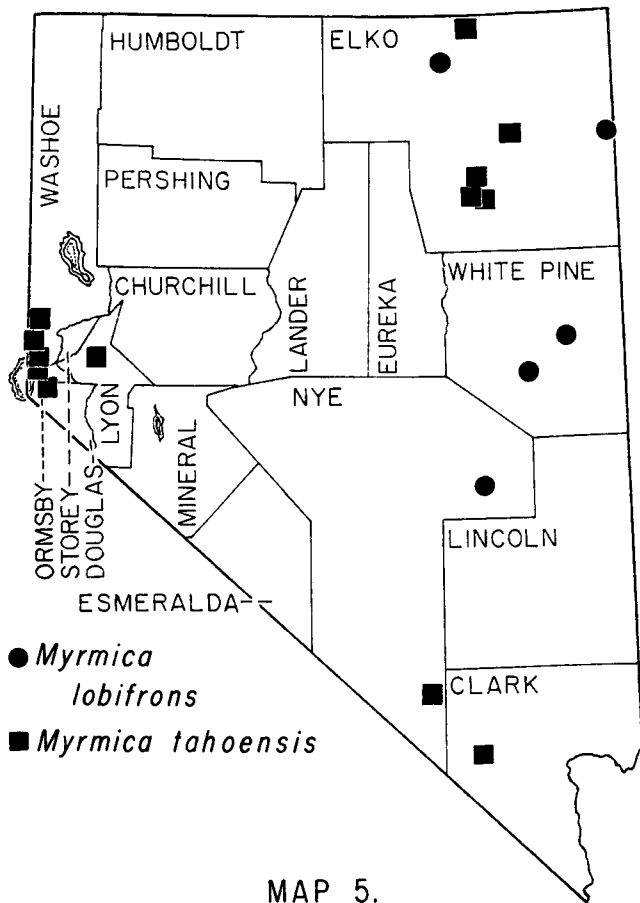 HUMBOLDT
ELKO
WASHOE
PERSHING
CHURCHILL
LANDER
EUREKA
WHITE PINE
LYON
NYE
MINERAL
ORMSBY
STOREY
DOUGLAS
LINCOLN
ESMERALDA
CLARK
Myrmica
lobifrons
Myrmica tahoensis
MAP 5.